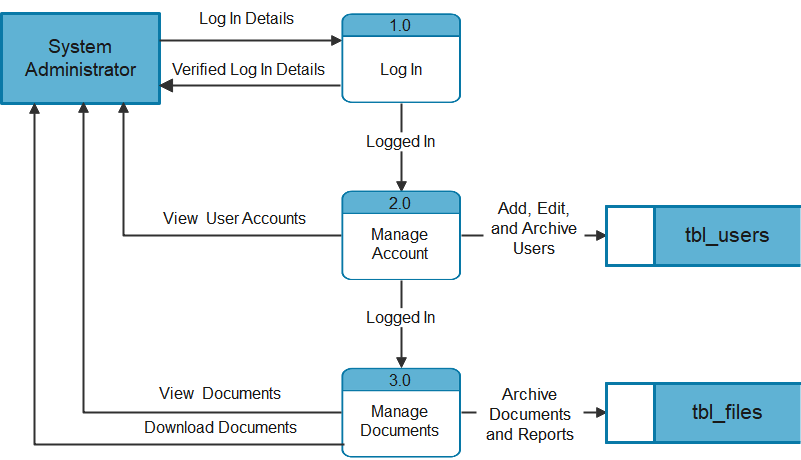 Log In Details
1.0
System
Administrator
Verified Log In Details
Log In
Logged In
2.0
View User Accounts
Manage
Account
Add, Edit,
and Archive
Users
tbl_users
Logged In
3.0
View Documents
Download Documents
Manage
Documents
Archive
Documents
and Reports
tbl_files